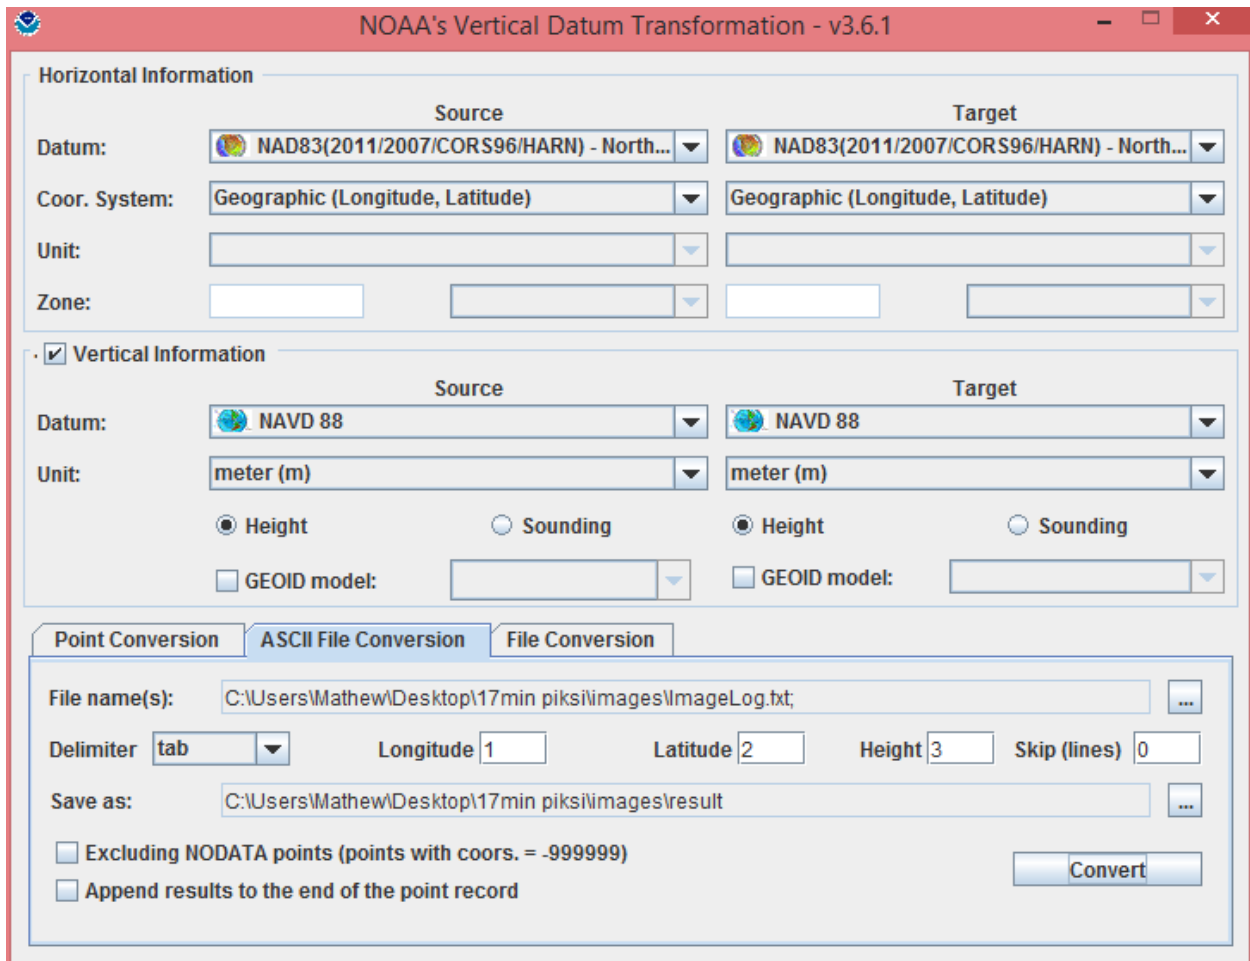 NOAA's Vertical Datum Transformation - v3.6.1
Horizontal Information
Source Target
Datum: NAD83(2011/2007/CORS96/HARN) - North... NAD83(2011/2007/CORS96/HARN) - North...
Coor. System: Geographic (Longitude, Latitude) Geographic (Longitude, Latitude)
Unit:
Zone:
Vertical Information
Source Target
Datum: NAVD 88 NAVD 88
Unit: meter (m) meter (m)
Height Sounding Height Sounding
GEOID model: GEOID model:
Point Conversion ASCII File Conversion File Conversion
File name(s): C:\Users\Mathew\Desktop\17min piksi\images\ImageLog.txt; ...
Delimiter tab Longitude 1 Latitude 2 Height 3 Skip (lines) 0
Save as: C:\Users\Mathew\Desktop\17min piksi\images\result ...
Excluding NODATA points (points with coors. = -999999)
Convert
Append results to the end of the point record